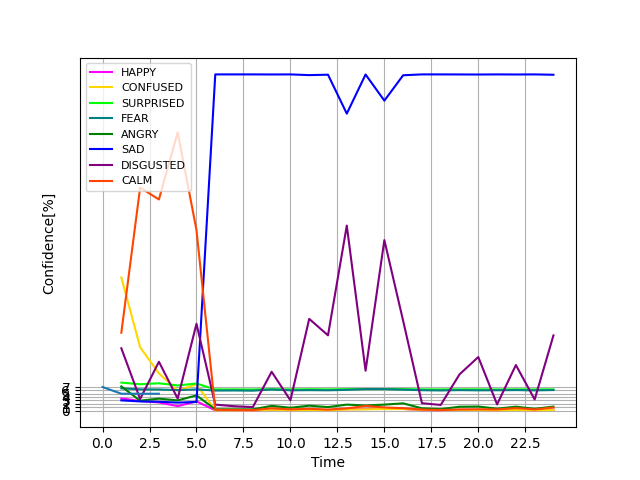 HAPPY
CONFUSED
SURPRISED
FEAR
ANGRY
SAD
DISGUSTED
CALM
Confidence[%]
0.0 2.5 5.0 7.5 10.0 12.5 15.0 17.5 20.0 22.5
Time